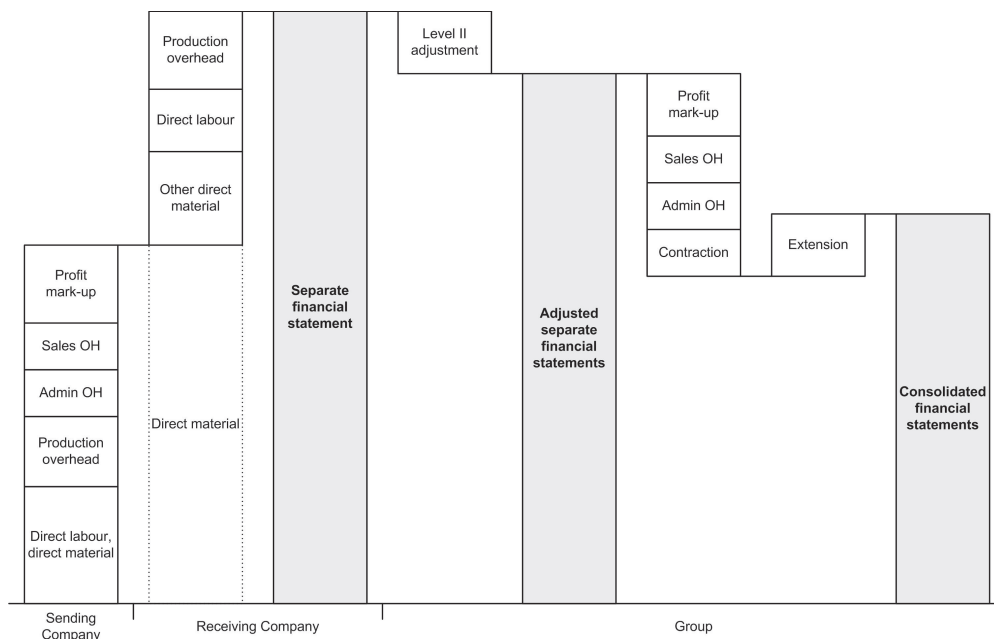 Production
overhead
Direct labour
Other direct
material
Level II
adjustment
Profit
mark-up
Sales OH
Admin OH
Contraction
Extension
Profit
mark-up
Sales OH
Admin OH
Production
overhead
Direct labour,
direct material
Direct material
Separate
financial
statement
Adjusted
separate
financial
statements
Consolidated
financial
statements
Sending
Company
Receiving Company
Group